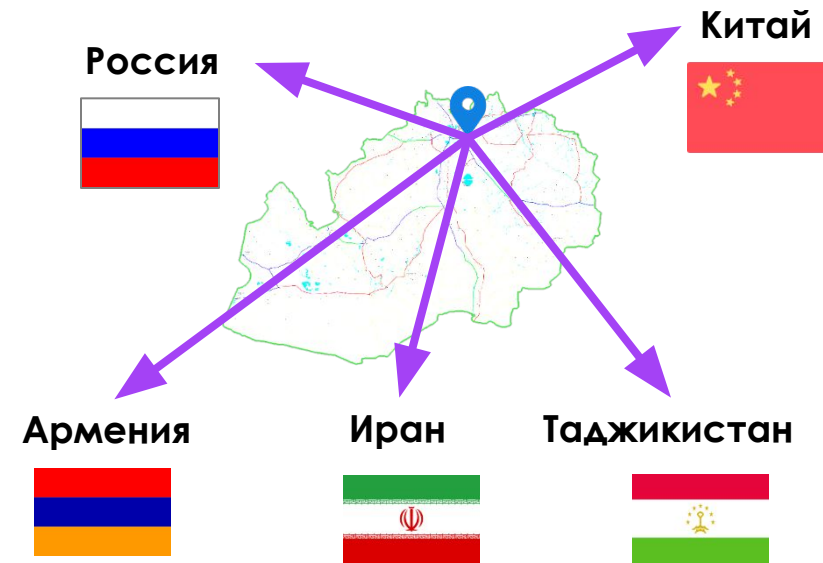 Китай
Россия
Армения
Иран
Таджикистан